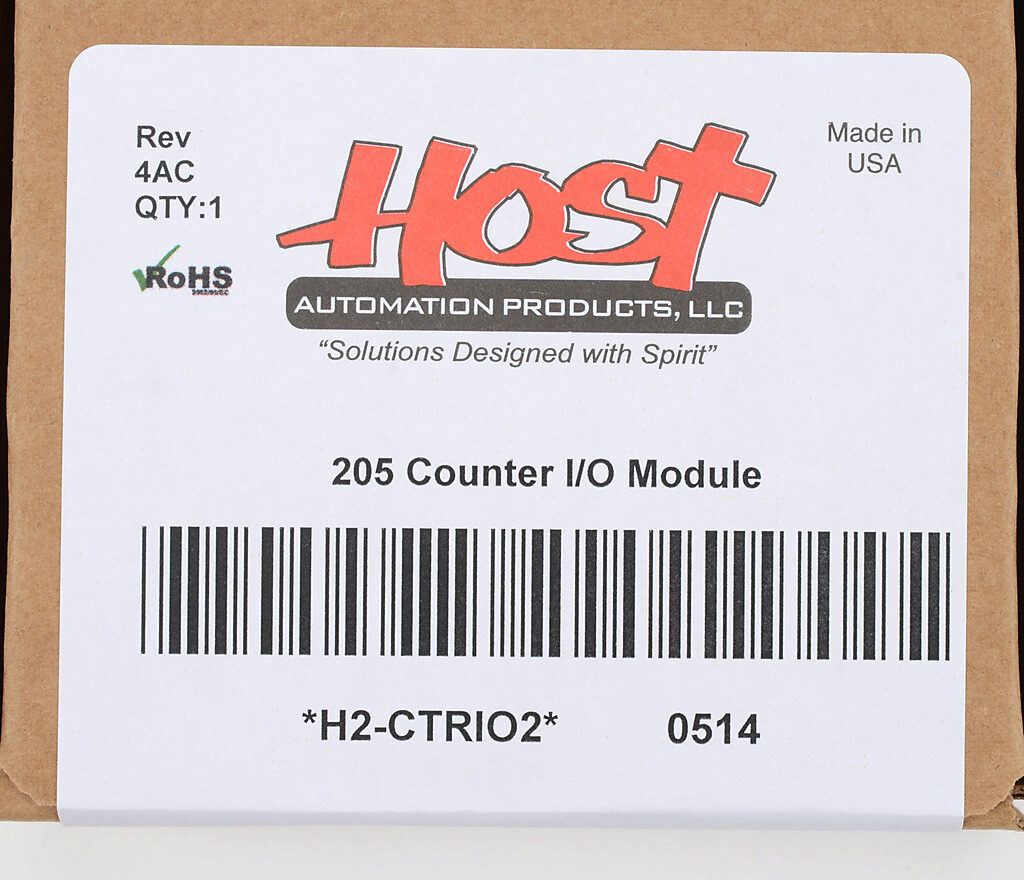 Rev
4AC
QTY:1
Made in
USA
RoHS
HOST
AUTOMATION PRODUCTS, LLC
“Solutions Designed with Spirit”
205 Counter I/O Module
*H2-CTRIO2* 0514